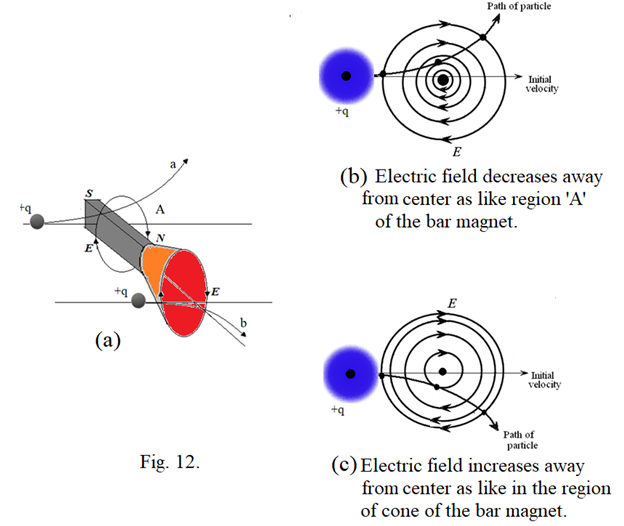 a
S
+q
A
E
N
+q
E
b
(a)
Fig. 12.
Path of particle
Initial
velocity
+q
E
(b) Electric field decreases away
from center as like region 'A'
of the bar magnet.
E
Initial
velocity
+q
Path of
particle
(c) Electric field increases away
from center as like in the region
of cone of the bar magnet.